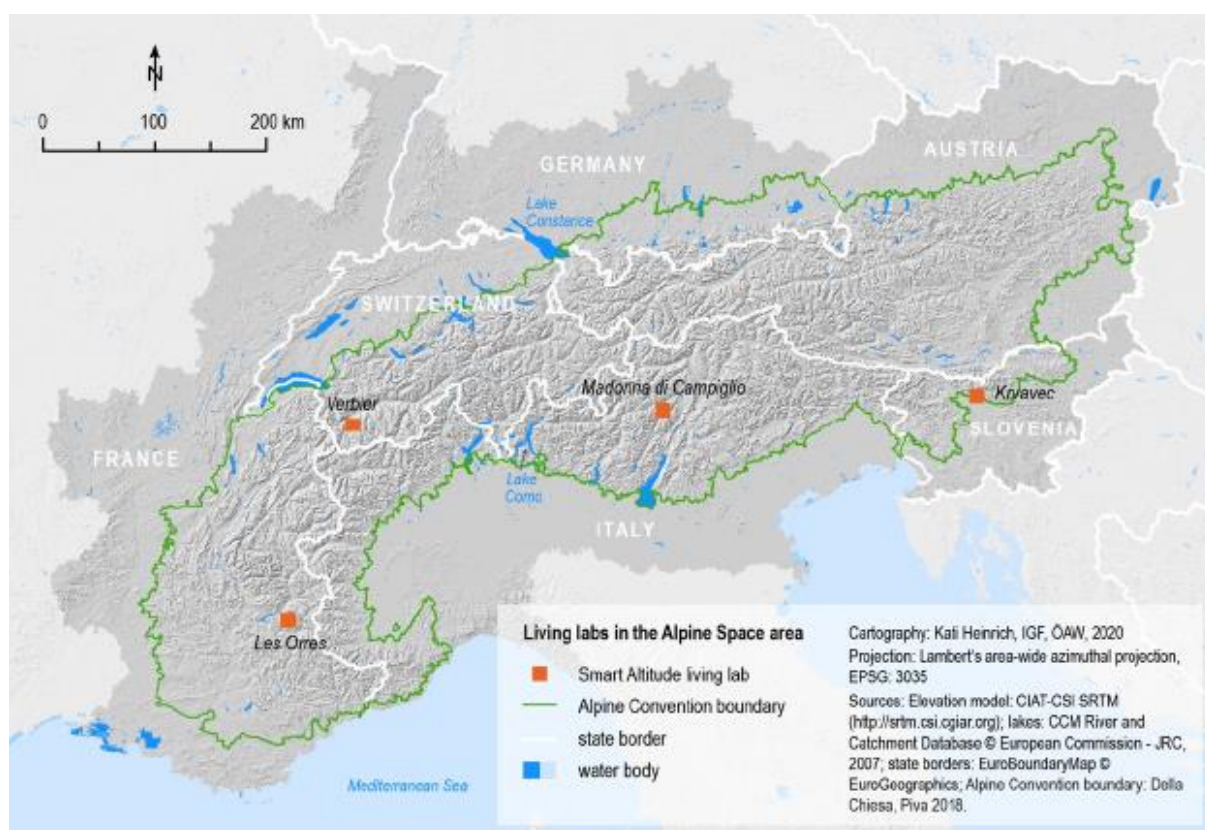 N
0 100 200 km
GERMANY
AUSTRIA
Lake
Constance
SWITZERLAND
Madonna di Campiglio
Verbier
Krvavec
FRANCE
SLOVENIA
Lake
Como
ITALY
Les Orres
Mediterranean Sea
Living labs in the Alpine Space area
Smart Altitude living lab
Alpine Convention boundary
state border
water body
Cartography: Kati Heinrich, IGF, ÖAW, 2020
Projection: Lambert's area-wide azimuthal projection,
EPSG: 3035
Sources: Elevation model: CIAT-CSI SRTM
(http://srtm.csi.cgiar.org); lakes: CCM River and
Catchment Database © European Commission - JRC,
2007; state borders: EuroBoundaryMap ©
EuroGeographics; Alpine Convention boundary: Della
Chiesa, Piva 2018.